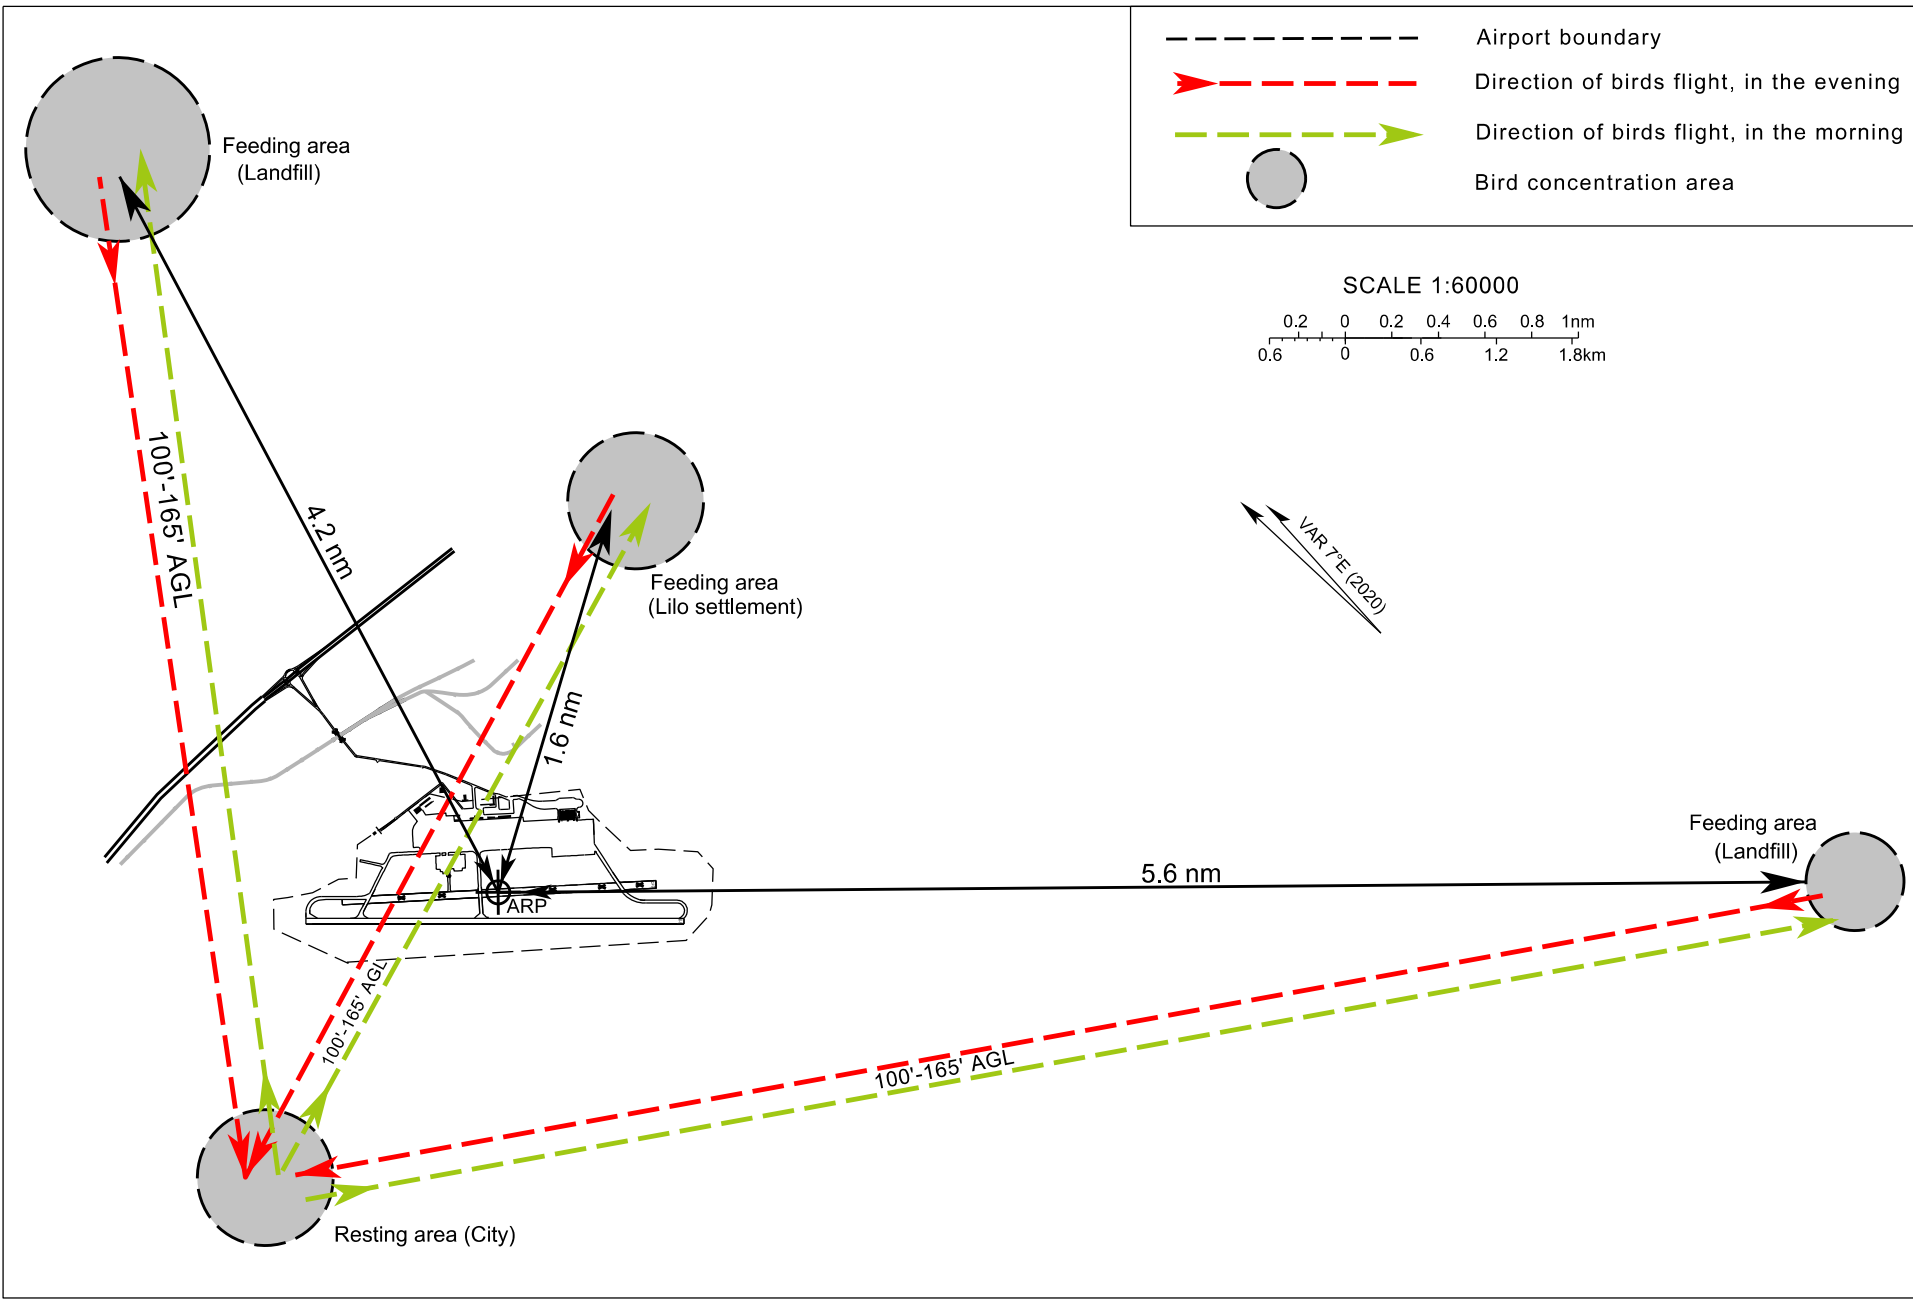 Airport boundary
Direction of birds flight, in the evening
Direction of birds flight, in the morning
Bird concentration area
SCALE 1:60000
0.2 0 0.2 0.4 0.6 0.8 1nm
0.6 0 0.6 1.2 1.8km
Feeding area
(Landfill)
100'-165' AGL
4.2 nm
VAR 7°E (2020)
Feeding area
(Lilo settlement)
1.6 nm
Feeding area
(Landfill)
5.6 nm
ARP
100'-165' AGL
100'-165' AGL
Resting area (City)